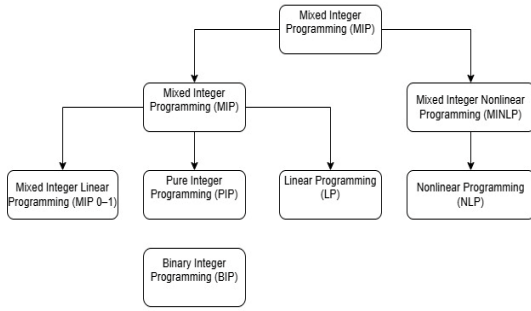 Mixed Integer
Programming (MIP)
Mixed Integer
Programming (MIP)
Mixed Integer Nonlinear
Programming (MINLP)
Mixed Integer Linear
Programming (MIP 0–1)
Pure Integer
Programming (PIP)
Linear Programming
(LP)
Nonlinear Programming
(NLP)
Binary Integer
Programming (BIP)